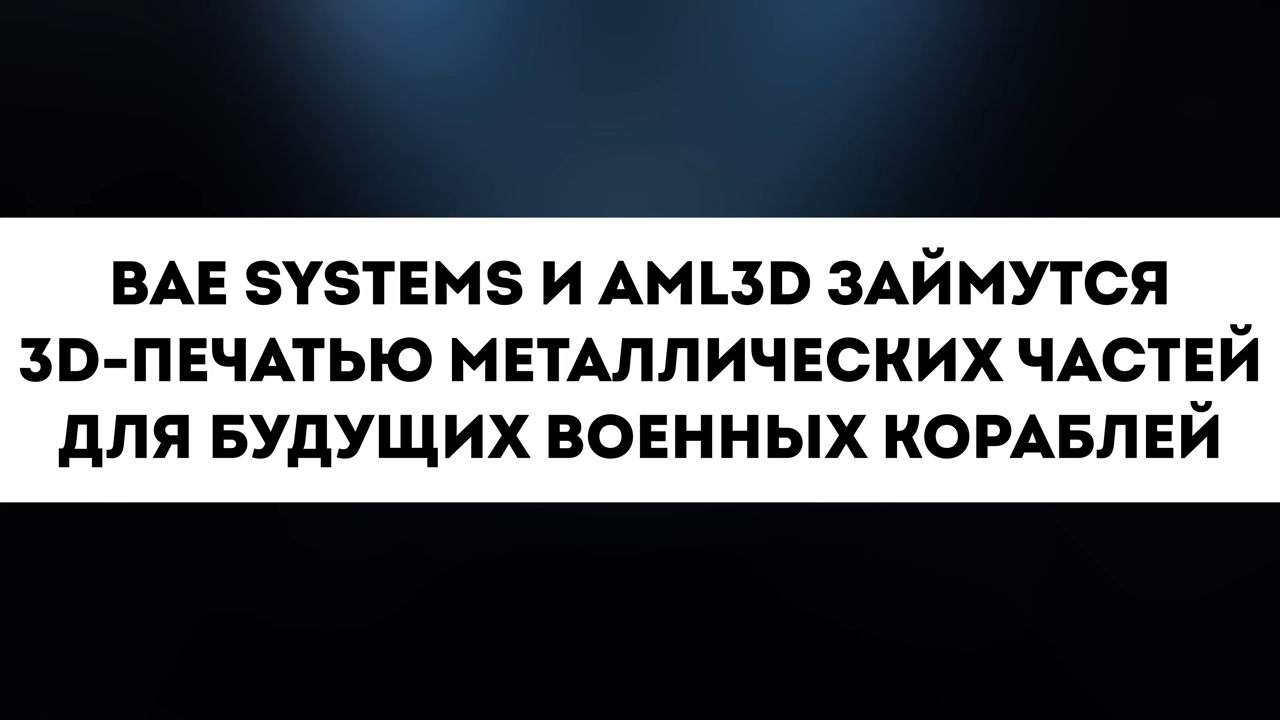 BAE SYSTEMS И AML3D ЗАЙМУТСЯ
3D-ПЕЧАТЬЮ МЕТАЛЛИЧЕСКИХ ЧАСТЕЙ
ДЛЯ БУДУЩИХ ВОЕННЫХ КОРАБЛЕЙ